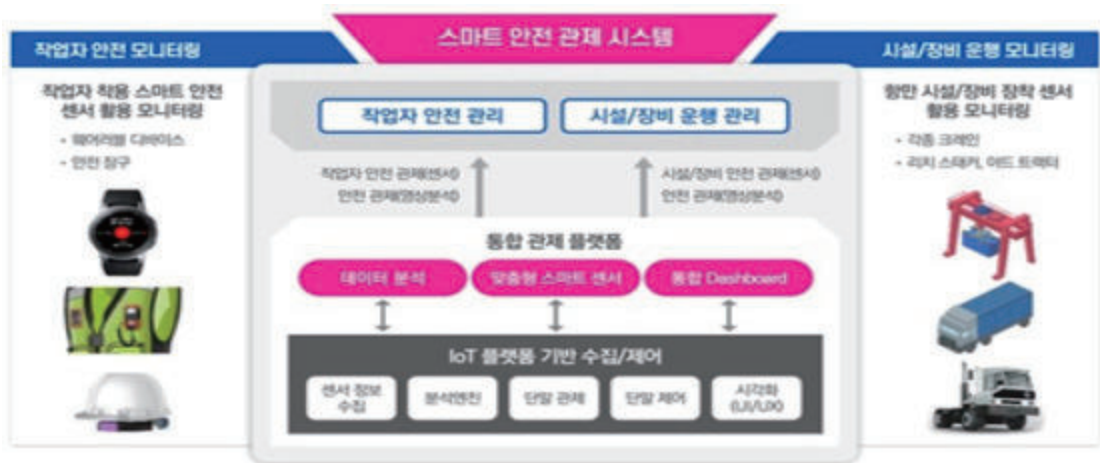 스마트 안전 관제 시스템
작업자 안전 모니터링
작업자 착용 스마트 안전
센서 활용 모니터링
• 웨어러블 디바이스
• 안전 장구
작업자 안전 관리
시설/장비 운행 관리
작업자 안전 관제(센서)
안전 관제(영상분석)
시설/장비 안전 관제(센서)
안전 관제(영상분석)
통합 관제 플랫폼
데이터 분석
맞춤형 스마트 센서
통합 Dashboard
IoT 플랫폼 기반 수집/제어
센서 정보
수집
분석엔진
단말 관제
단말 제어
시각화
(UI/UX)
시설/장비 운행 모니터링
항만 시설/장비 장착 센서
활용 모니터링
• 각종 크레인
• 리치 스태커, 야드 트랙터